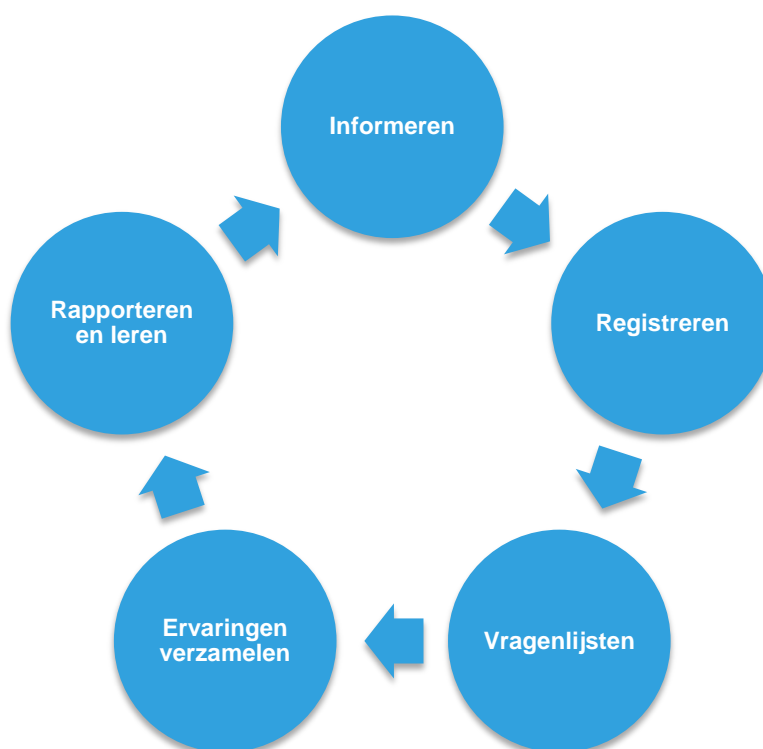 Informeren
Registreren
Vragenlijsten
Ervaringen
verzamelen
Rapporteren
en leren